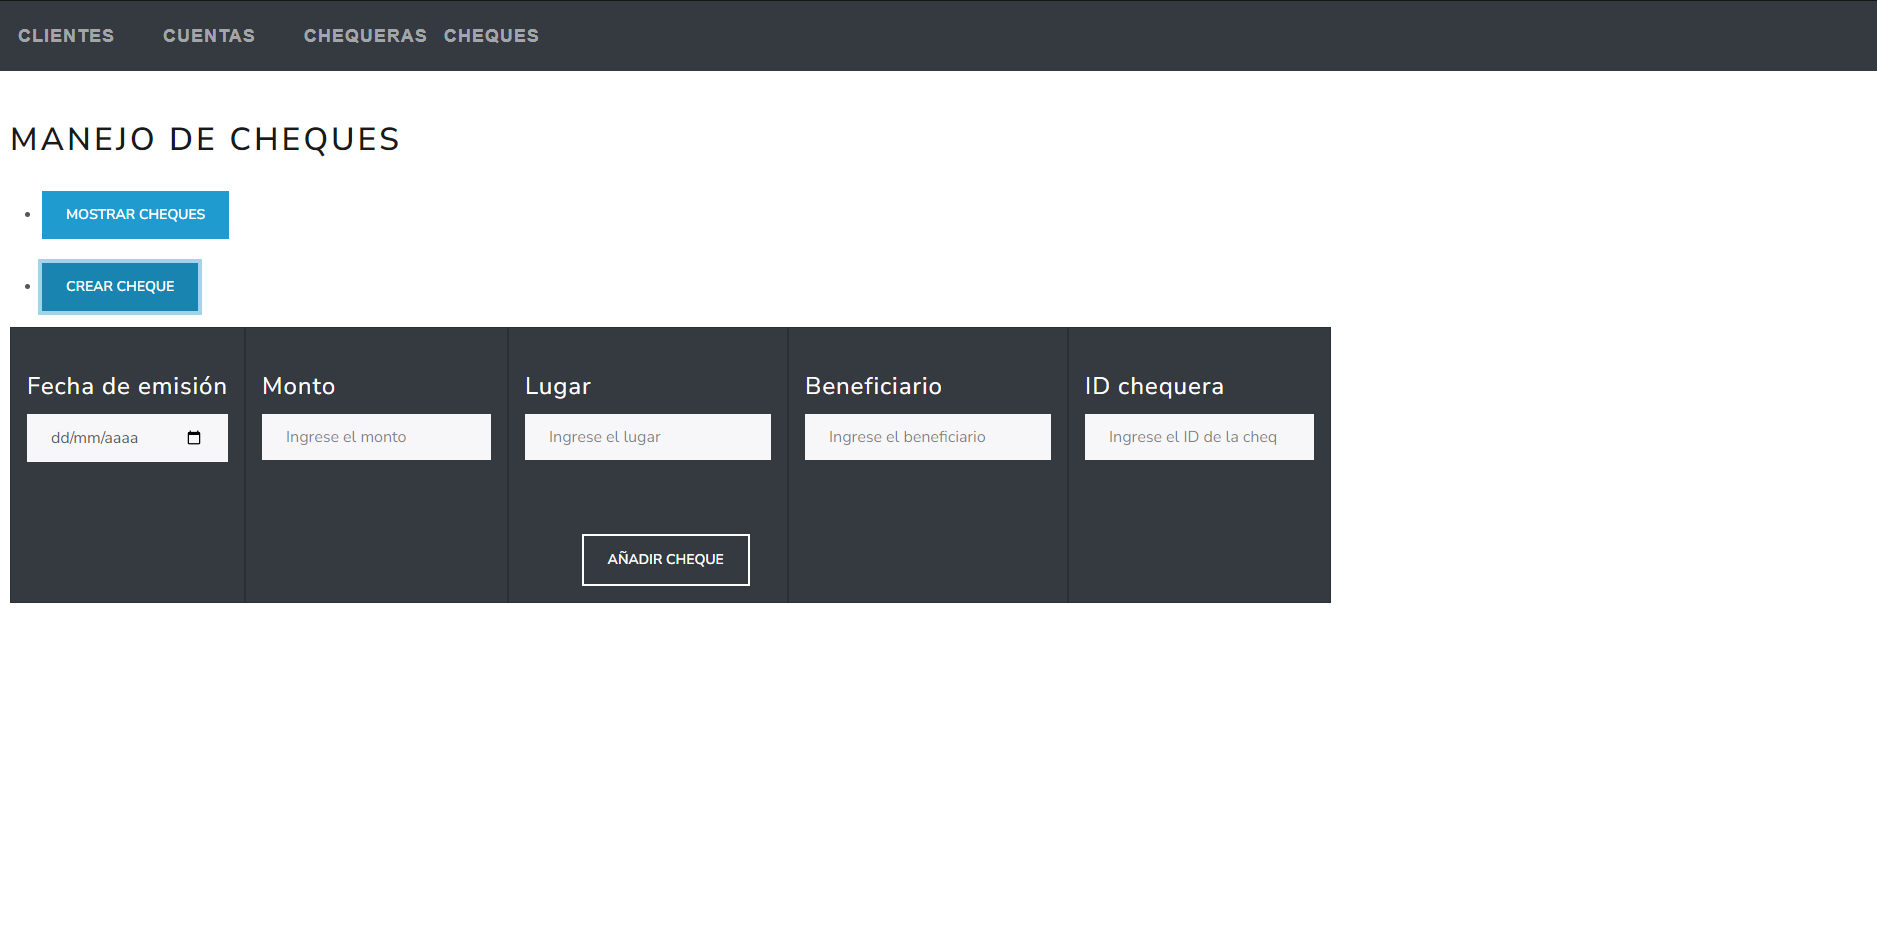 CLIENTES CUENTAS CHEQUERAS CHEQUES
MANEJO DE CHEQUES
MOSTRAR CHEQUES
CREAR CHEQUE
Fecha de emisión Monto Lugar Beneficiario ID chequera
dd/mm/aaaa Ingrese el monto Ingrese el lugar Ingrese el beneficiario Ingrese el ID de la cheq
AÑADIR CHEQUE